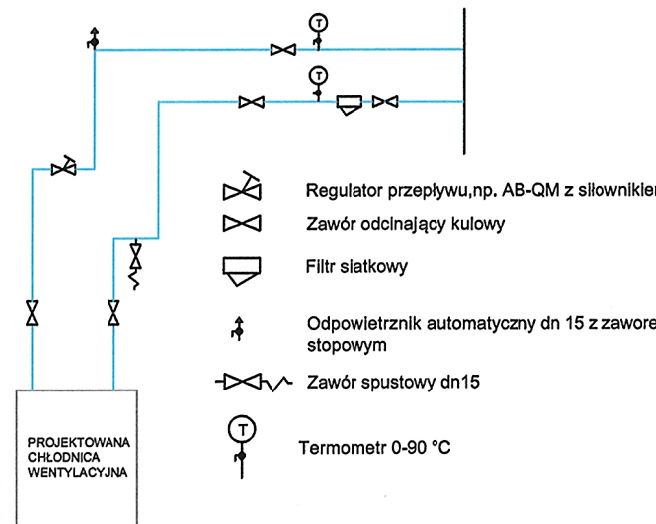 T
T
Regulator przepływu,np. AB-QM z siłownikiem
Zawór odcinający kulowy
Filtr siatkowy
Odpowietrznik automatyczny dn 15 z zawore
stopowym
Zawór spustowy dn15
T
Termometr 0-90 °C
PROJEKTOWANA
CHŁODNICA
WENTYLACYJNA